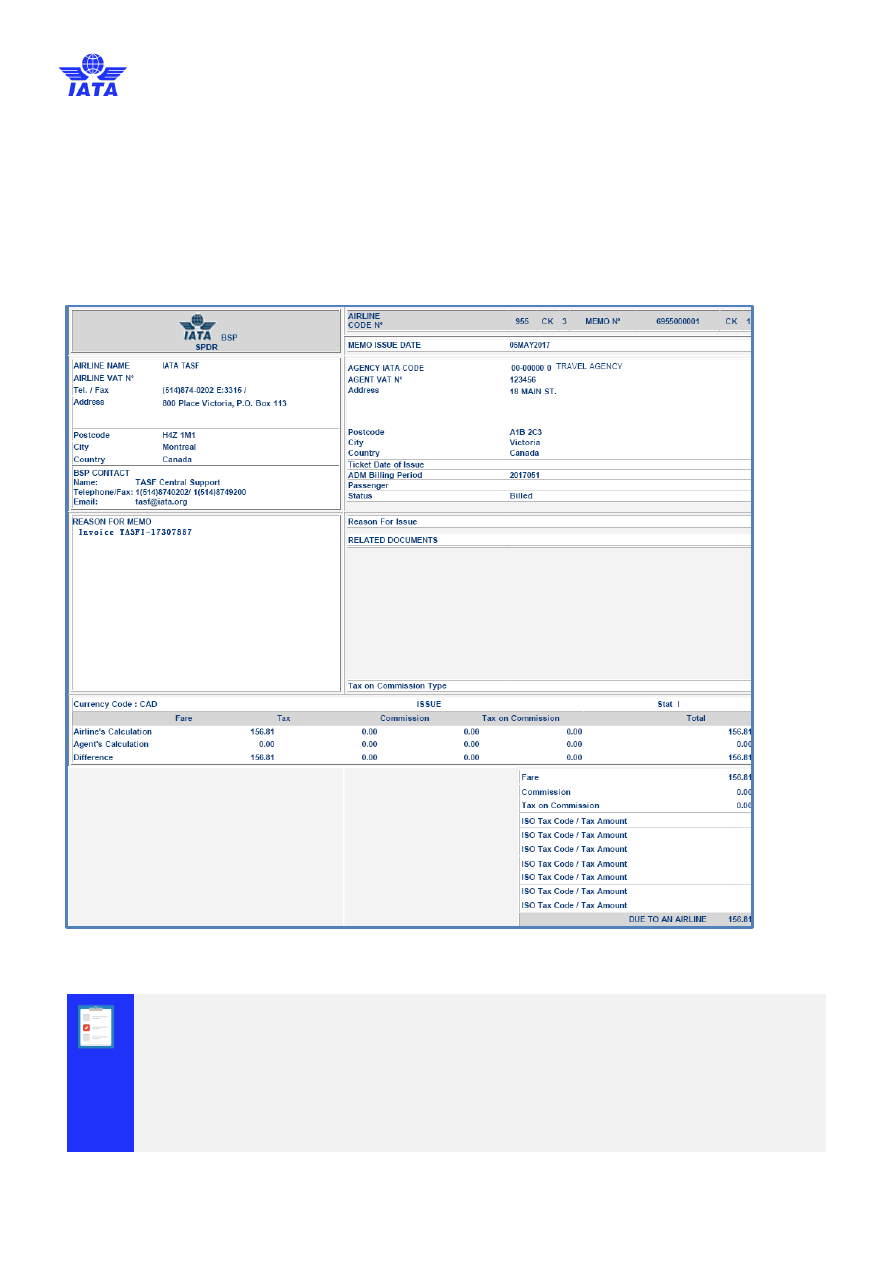 IATA
IATA BSP
SPDR
AIRLINE
CODE Nº 955 CK 3 MEMO Nº 6955000001 CK 1
MEMO ISSUE DATE 05MAY2017
AIRLINE NAME IATA TASF
AIRLINE VAT Nº
Tel. / Fax (514)874-0202 E:3315 /
Address 800 Place Victoria, P.O. Box 113
Postcode H4Z 1M1
City Montreal
Country Canada
BSP CONTACT
Name: TASF Central Support
Telephone/Fax: 1(514)8740202/ 1(514)8749200
Email: tasf@iata.org
AGENCY IATA CODE 00-00000 0 TRAVEL AGENCY
AGENT VAT Nº 123456
Address 18 MAIN ST.
Postcode A1B 2C3
City Victoria
Country Canada
Ticket Date of Issue
ADM Billing Period 2017051
Passenger
Status Billed
REASON FOR MEMO
Invoice TASFI-17307887
Reason For Issue
RELATED DOCUMENTS
Tax on Commission Type
Currency Code : CAD ISSUE Stat I
Fare Tax Commission Tax on Commission Total
Airline's Calculation 156.81 0.00 0.00 0.00 156.81
Agent's Calculation 0.00 0.00 0.00 0.00 0.00
Difference 156.81 0.00 0.00 0.00 156.81
Fare 156.81
Commission 0.00
Tax on Commission 0.00
ISO Tax Code / Tax Amount
ISO Tax Code / Tax Amount
ISO Tax Code / Tax Amount
ISO Tax Code / Tax Amount
ISO Tax Code / Tax Amount
ISO Tax Code / Tax Amount
ISO Tax Code / Tax Amount
DUE TO AN AIRLINE 156.81